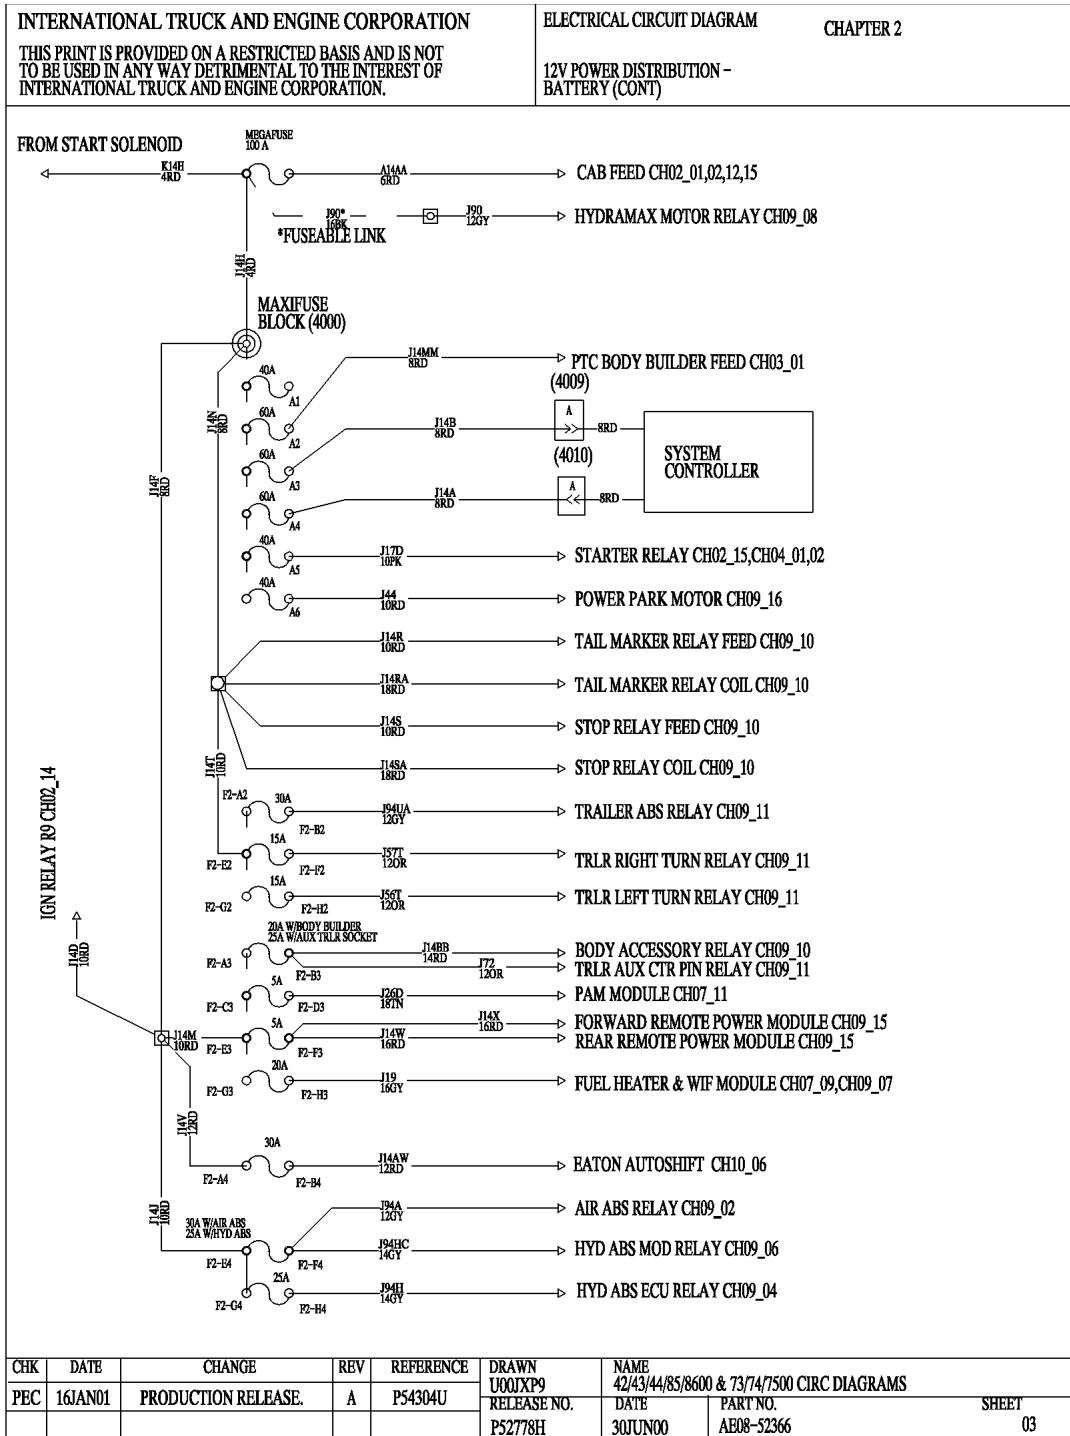 INTERNATIONAL TRUCK AND ENGINE CORPORATION
THIS PRINT IS PROVIDED ON A RESTRICTED BASIS AND IS NOT
TO BE USED IN ANY WAY DETRIMENTAL TO THE INTEREST OF
INTERNATIONAL TRUCK AND ENGINE CORPORATION.
ELECTRICAL CIRCUIT DIAGRAM
CHAPTER 2
12V POWER DISTRIBUTION –
BATTERY (CONT)
FROM START SOLENOID
MEGAFUSE
100 A
K14H
4RD
A14AA
6RD
CAB FEED CH02_01,02,12,15
J90*
16BK
*FUSEABLE LINK
J90
12GY
HYDRAMAX MOTOR RELAY CH09_08
J14H
4RD
MAXIFUSE
BLOCK (4000)
J14MM
8RD
PTC BODY BUILDER FEED CH03_01
40A
A1
(4009)
J14N
8RD
60A
A2
J14B
8RD
A
8RD
SYSTEM
CONTROLLER
60A
A3
(4010)
J14F
8RD
60A
A4
J14A
8RD
A
8RD
40A
A5
J17D
10PK
STARTER RELAY CH02_15,CH04_01,02
40A
A6
J44
10RD
POWER PARK MOTOR CH09_16
J14R
10RD
TAIL MARKER RELAY FEED CH09_10
J14RA
18RD
TAIL MARKER RELAY COIL CH09_10
J14S
10RD
STOP RELAY FEED CH09_10
J14T
10RD
J14SA
18RD
STOP RELAY COIL CH09_10
IGN RELAY R9 CH02_14
F2-A2
30A
F2-B2
J94UA
12GY
TRAILER ABS RELAY CH09_11
15A
F2-E2
F2-F2
J57T
12OR
TRLR RIGHT TURN RELAY CH09_11
15A
F2-G2
F2-H2
J56T
12OR
TRLR LEFT TURN RELAY CH09_11
20A W/BODY BUILDER
25A W/AUX TRLR SOCKET
J14D
10RD
F2-A3
F2-B3
J14BB
14RD
BODY ACCESSORY RELAY CH09_10
J72
12OR
TRLR AUX CTR PIN RELAY CH09_11
5A
F2-C3
F2-D3
J26D
18TN
PAM MODULE CH07_11
J14X
16RD
FORWARD REMOTE POWER MODULE CH09_15
J14M
10RD
5A
F2-E3
F2-F3
J14W
16RD
REAR REMOTE POWER MODULE CH09_15
20A
F2-G3
F2-H3
J19
16GY
FUEL HEATER & WIF MODULE CH07_09,CH09_07
J14V
12RD
30A
F2-A4
F2-B4
J14AW
12RD
EATON AUTOSHIFT CH10_06
J14J
10RD
30A W/AIR ABS
25A W/HYD ABS
J94A
12GY
AIR ABS RELAY CH09_02
F2-E4
F2-F4
J94HC
14GY
HYD ABS MOD RELAY CH09_06
25A
F2-G4
F2-H4
J94H
14GY
HYD ABS ECU RELAY CH09_04
CHK DATE CHANGE REV REFERENCE
PEC 16JAN01 PRODUCTION RELEASE. A P54304U
DRAWN
U00JXP9
NAME
42/43/44/85/8600 & 73/74/7500 CIRC DIAGRAMS
RELEASE NO.
P52778H
DATE
30JUN00
PART NO.
AE08-52366
SHEET
03